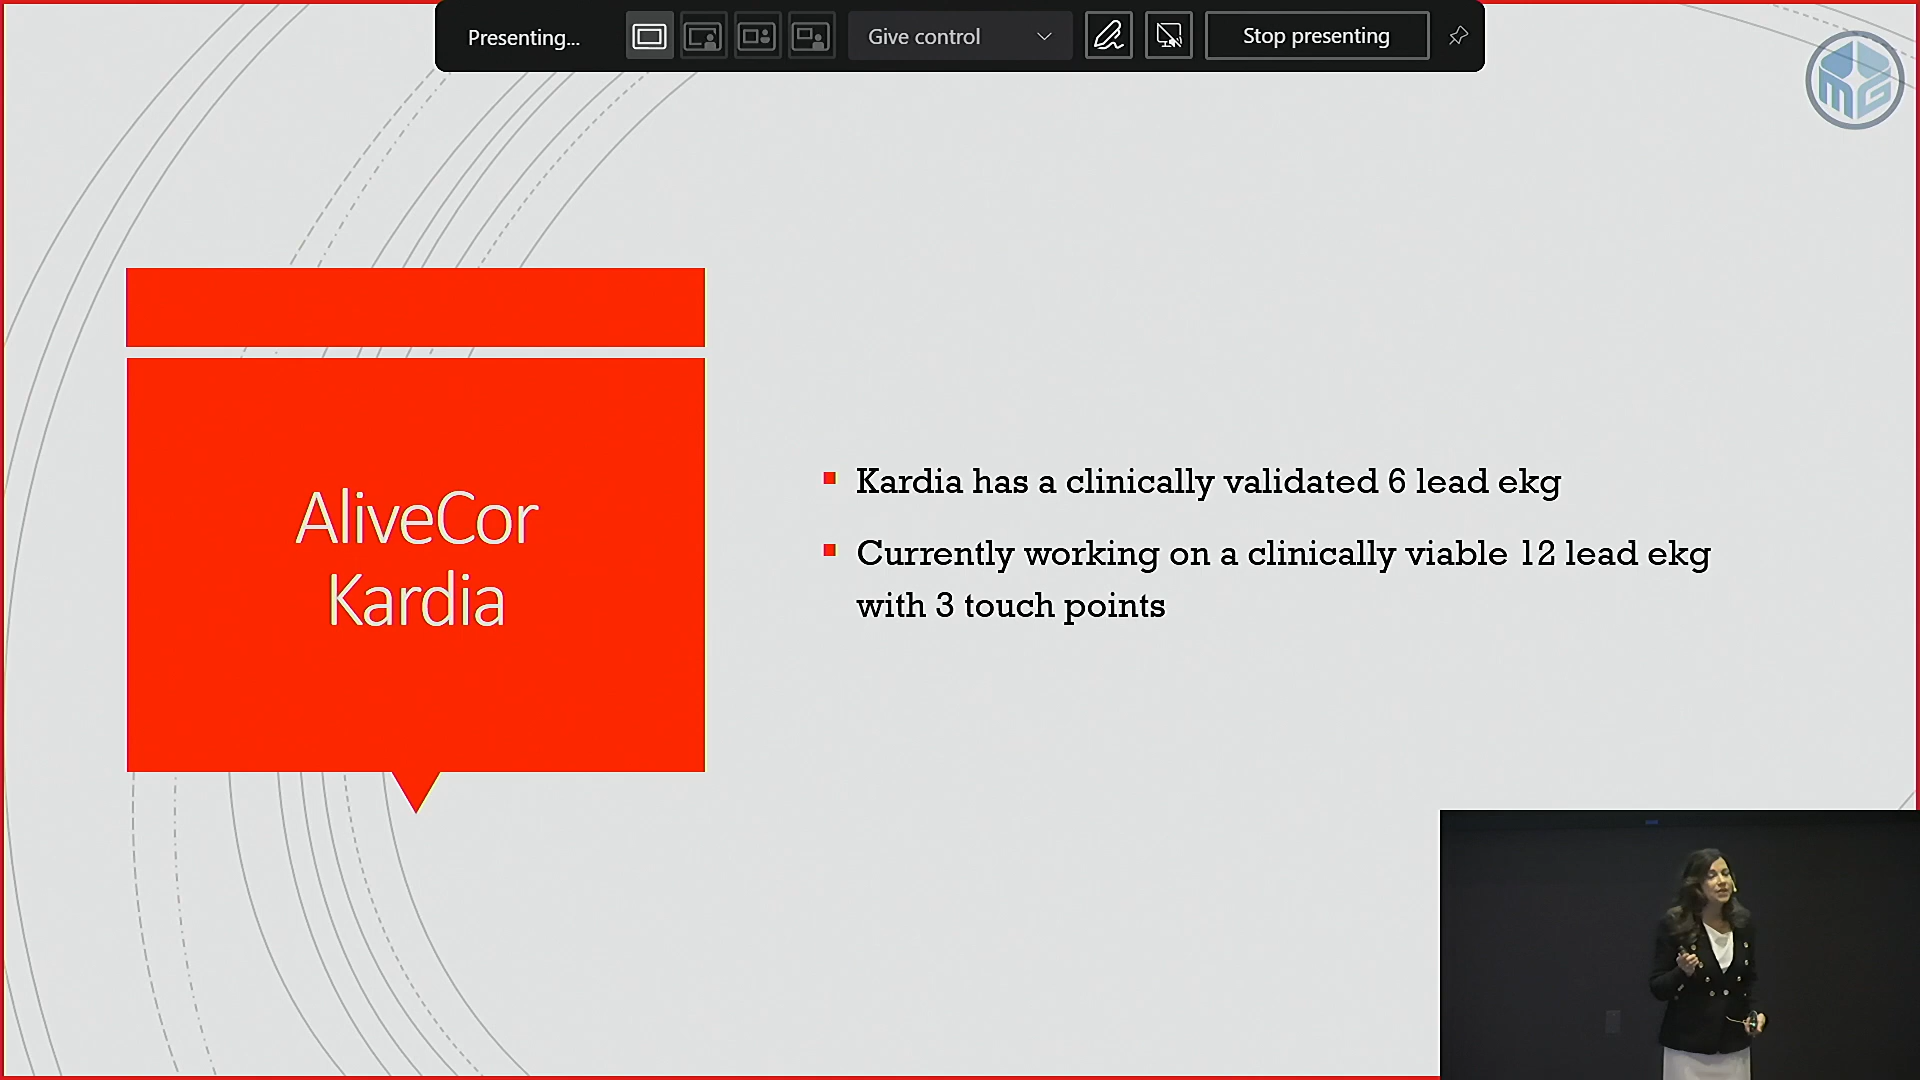 Presenting...
Give control
Stop presenting
MG
AliveCor
Kardia
Kardia has a clinically validated 6 lead ekg
Currently working on a clinically viable 12 lead ekg
with 3 touch points